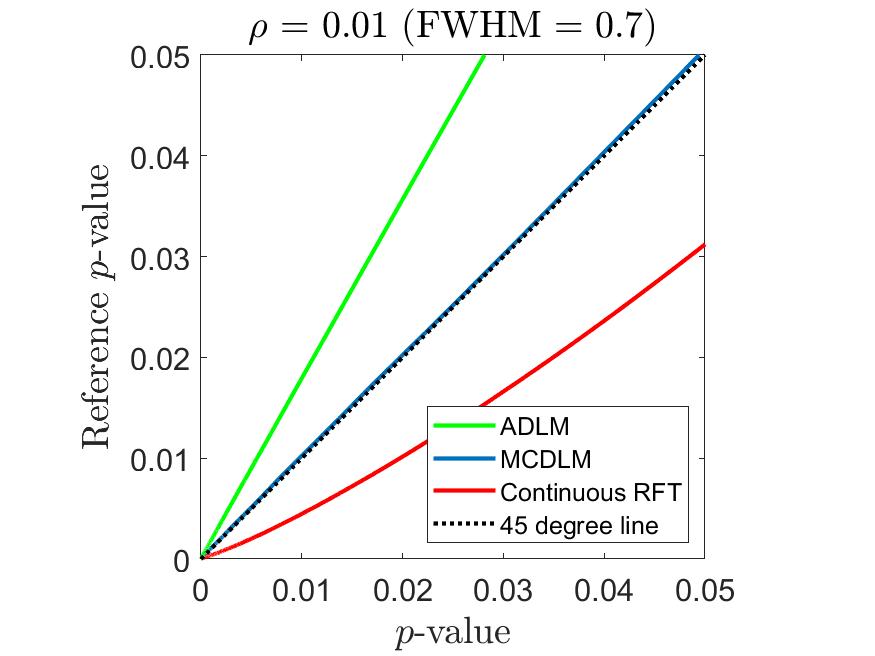 ρ = 0.01 (FWHM = 0.7)
0.05
0.04
0.03
0.02
0.01
0
Reference p-value
ADLM
MCDLM
Continuous RFT
45 degree line
0 0.01 0.02 0.03 0.04 0.05
p-value